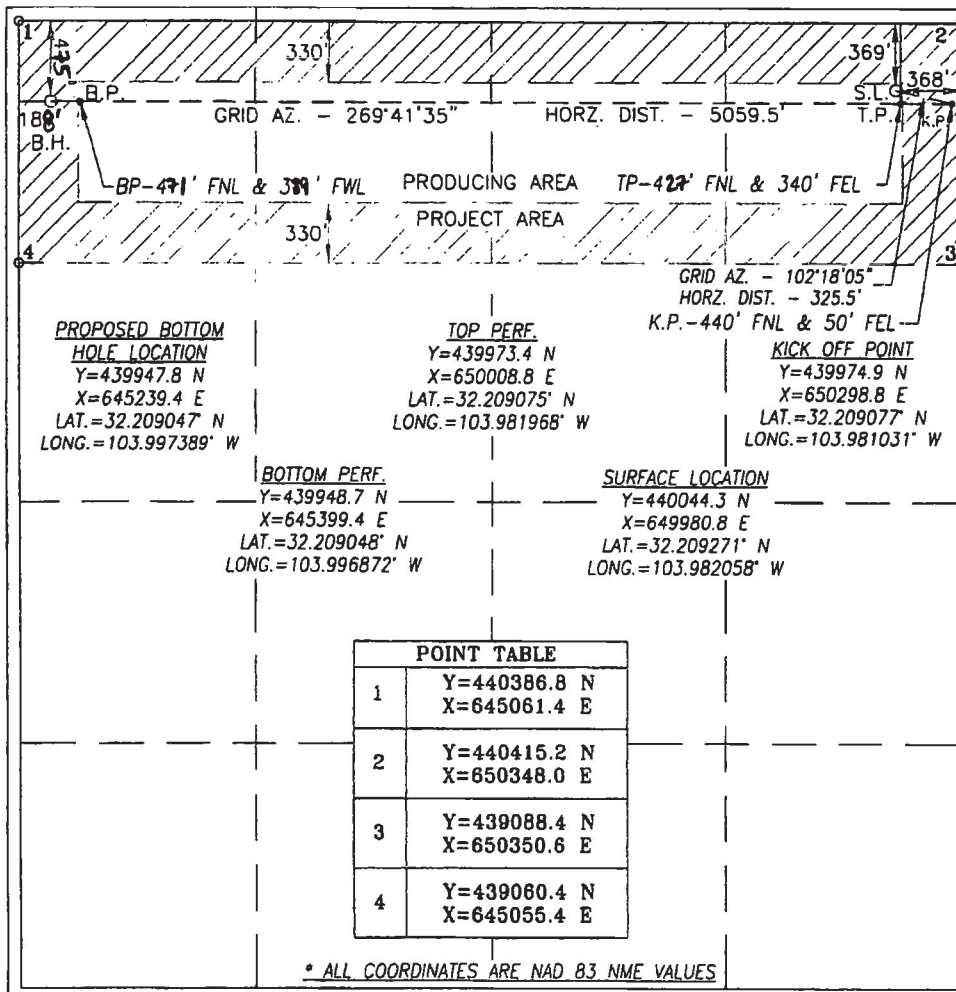 1
2
475'
330'
369'
368'
B.P.
S.L.
GRID AZ. - 269°41'35"
HORZ. DIST. - 5059.5'
T.P.
K.P.
B.H.
BP-471' FNL & FWL
PRODUCING AREA
TP-427' FNL & 340' FEL
PROJECT AREA
330'
4
3
GRID AZ. - 102°18'05"
HORZ. DIST. - 325.5'
K.P.-440' FNL & 50' FEL
PROPOSED BOTTOM
HOLE LOCATION
Y=439947.8 N
X=645239.4 E
LAT.=32.209047° N
LONG.=103.997389° W
TOP PERF.
Y=439973.4 N
X=650008.8 E
LAT.=32.209075° N
LONG.=103.981968° W
KICK OFF POINT
Y=439974.9 N
X=650298.8 E
LAT.=32.209077° N
LONG.=103.981031° W
BOTTOM PERF.
Y=439948.7 N
X=645399.4 E
LAT.=32.209048° N
LONG.=103.996872° W
SURFACE LOCATION
Y=440044.3 N
X=649980.8 E
LAT.=32.209271° N
LONG.=103.982058° W
POINT TABLE
1 Y=440386.8 N
X=645061.4 E
2 Y=440415.2 N
X=650348.0 E
3 Y=439088.4 N
X=650350.6 E
4 Y=439060.4 N
X=645055.4 E
* ALL COORDINATES ARE NAD 83 NME VALUES